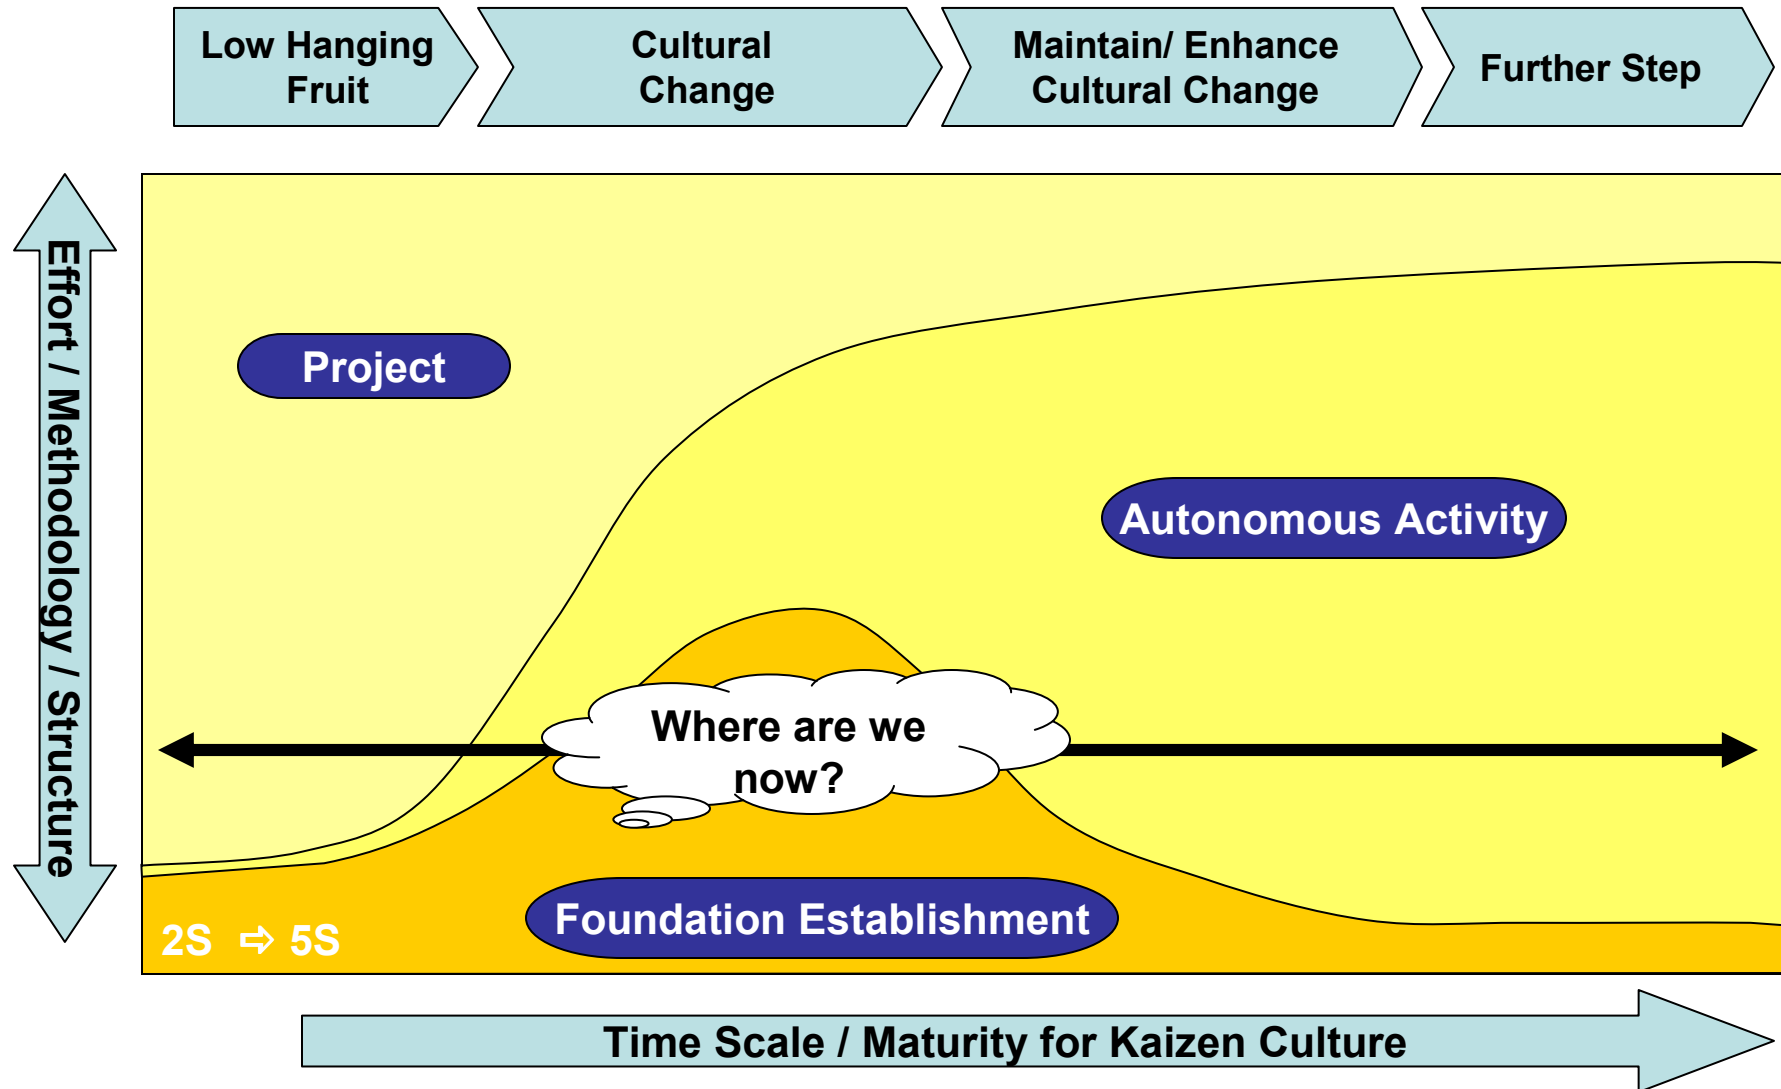 Low Hanging
Fruit
Cultural
Change
Maintain/ Enhance
Cultural Change
Further Step
Effort / Methodology / Structure
Project
Autonomous Activity
Where are we
now?
Foundation Establishment
2S ⇨ 5S
Time Scale / Maturity for Kaizen Culture